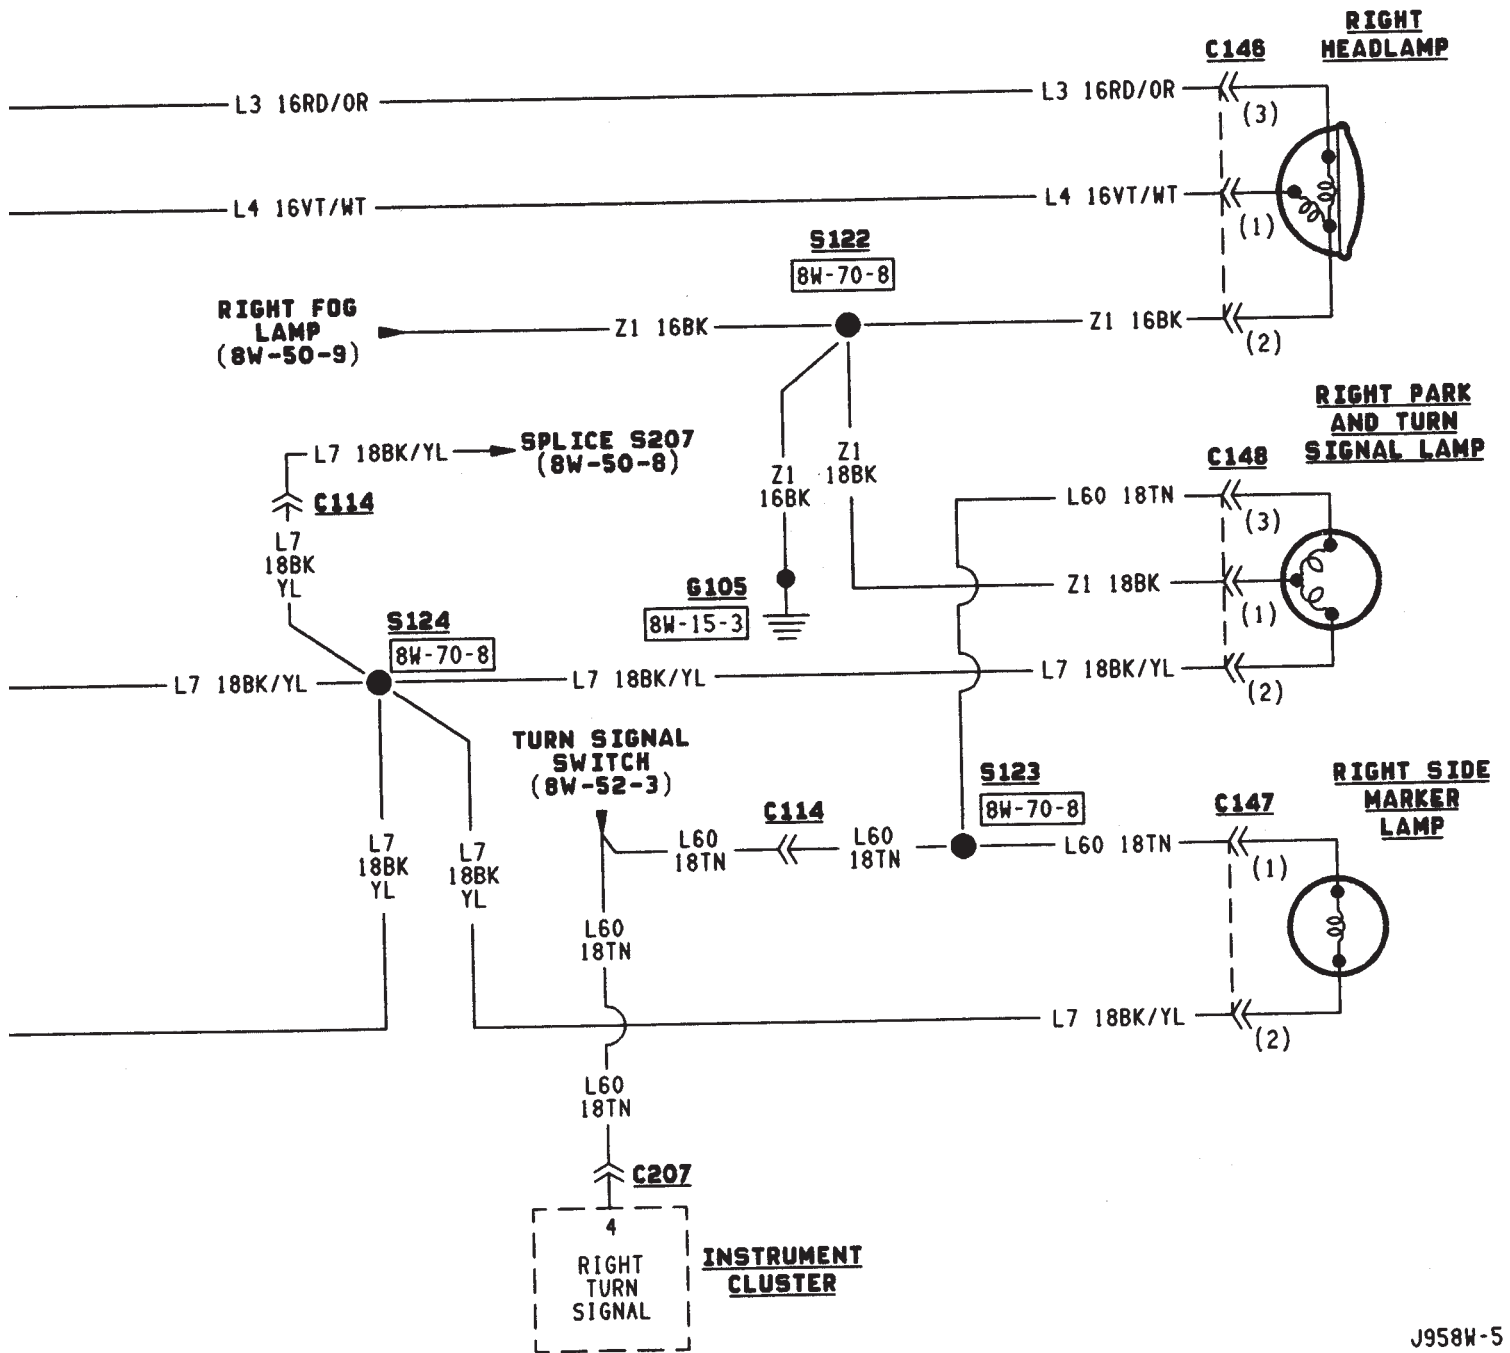 RIGHT
HEADLAMP
C146
L3 16RD/OR
L3 16RD/OR
(3)
L4 16VT/WT
L4 16VT/WT
(1)
S122
8W-70-8
RIGHT FOG
LAMP
(8W-50-9)
Z1 16BK
Z1 16BK
(2)
RIGHT PARK
AND TURN
SIGNAL LAMP
C148
L7 18BK/YL
SPLICE S207
(8W-50-8)
Z1
16BK
Z1
18BK
C114
L60 18TN
(3)
L7
18BK
YL
G105
8W-15-3
Z1 18BK
(1)
S124
8W-70-8
L7 18BK/YL
L7 18BK/YL
L7 18BK/YL
(2)
TURN SIGNAL
SWITCH
(8W-52-3)
S123
8W-70-8
RIGHT SIDE
MARKER
LAMP
C147
C114
L60
18TN
L60
18TN
L60 18TN
(1)
L7
18BK
YL
L7
18BK
YL
L60
18TN
L7 18BK/YL
(2)
L60
18TN
C207
4
RIGHT
TURN
SIGNAL
INSTRUMENT
CLUSTER
J958W-5